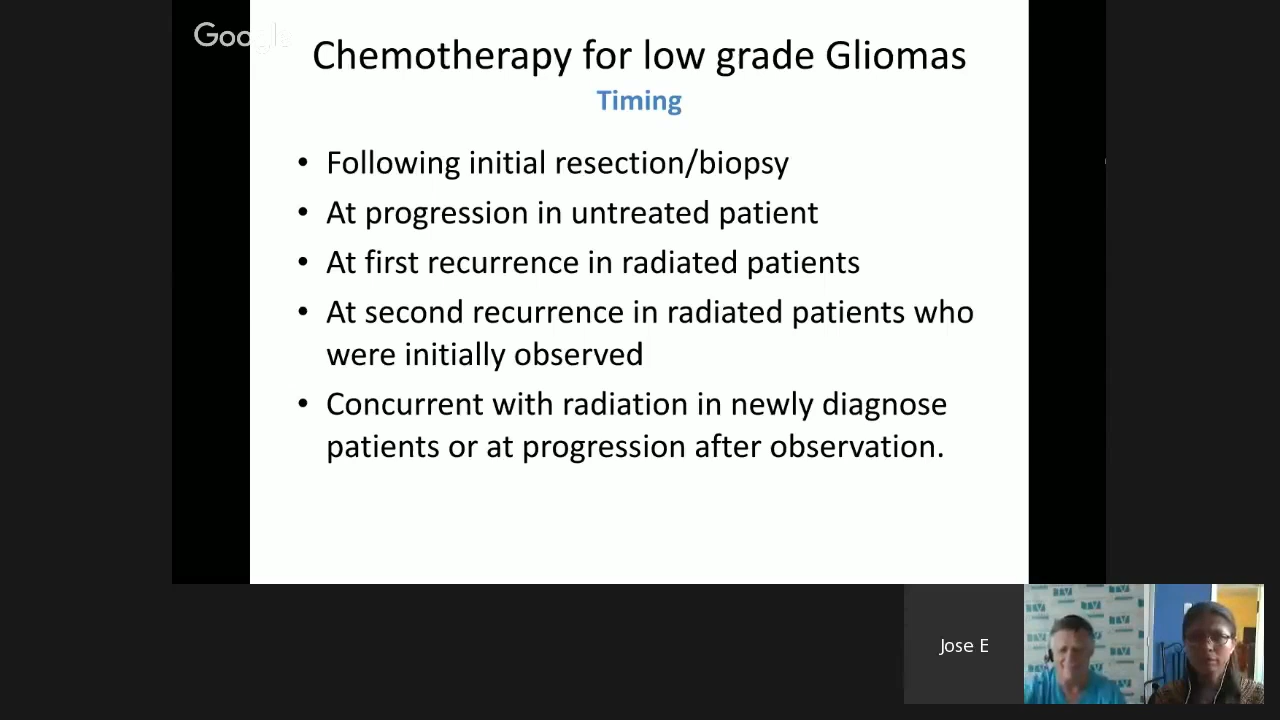 Google
Chemotherapy for low grade Gliomas
Timing
• Following initial resection/biopsy
• At progression in untreated patient
• At first recurrence in radiated patients
• At second recurrence in radiated patients who
were initially observed
• Concurrent with radiation in newly diagnose
patients or at progression after observation.
Jose E